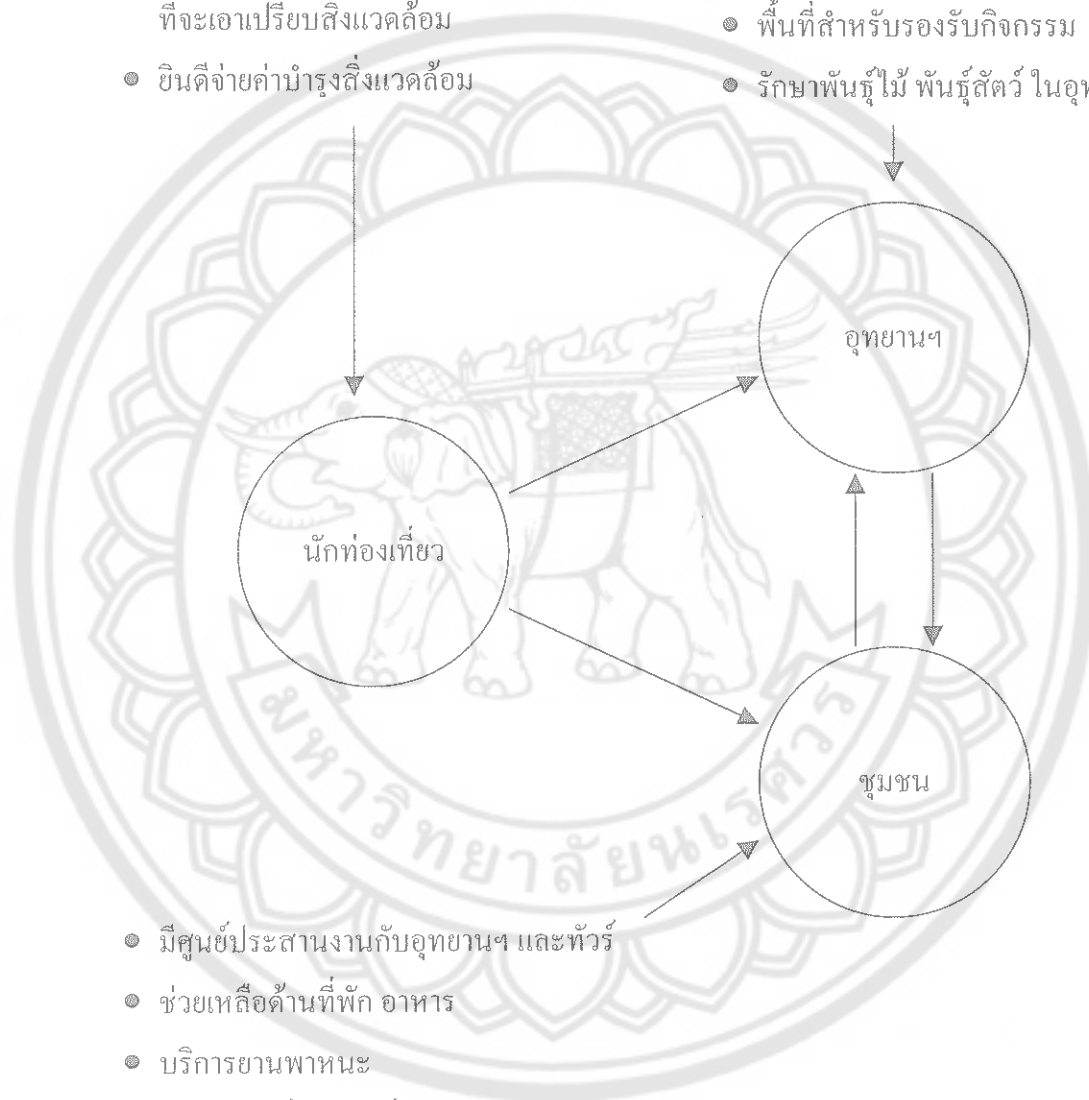 ที่จะเอาเปรียบสิ่งแวดล้อม
● ยินดีจ่ายค่าบำรุงสิ่งแวดล้อม
● พื้นที่สำหรับรองรับกิจกรรม
● รักษาพันธุ์ไม้ พันธุ์สัตว์ ในอุท
อุทยานฯ
นักท่องเที่ยว
ชุมชน
มหาวิทยาลัยนเรศวร
● มีศูนย์ประสานงานกับอุทยานฯ และทัวร์
● ช่วยเหลือด้านที่พัก อาหาร
● บริการยานพาหนะ